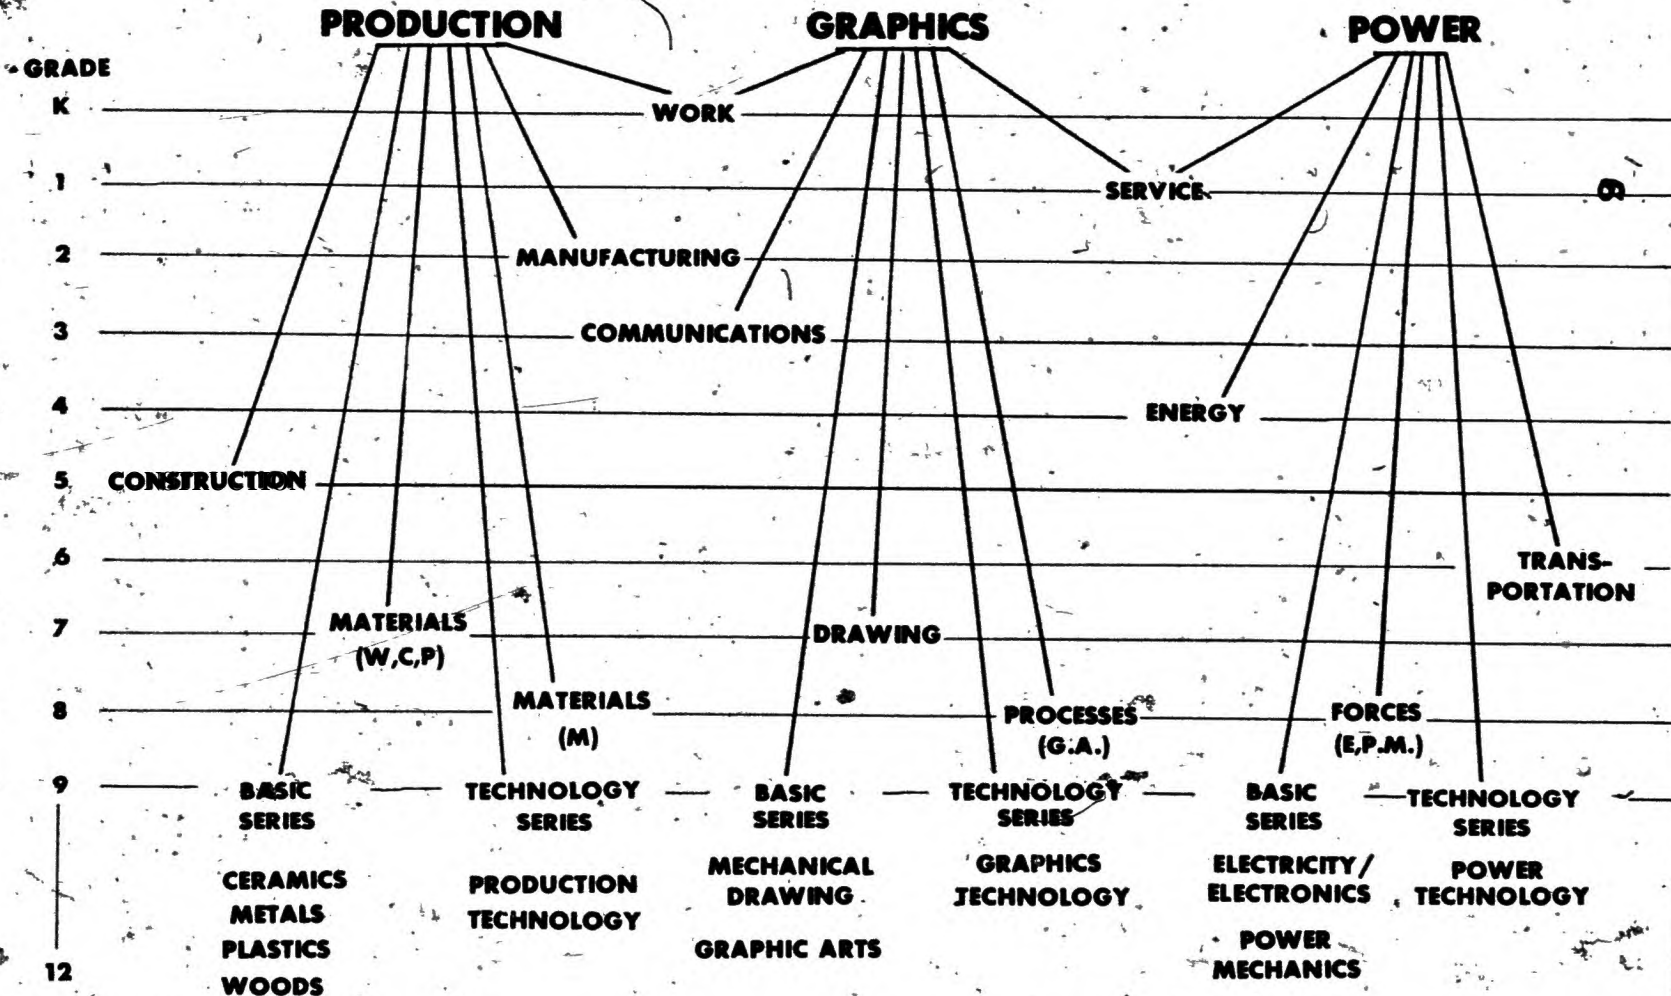 PRODUCTION GRAPHICS POWER
GRADE
K WORK
1 SERVICE
2 MANUFACTURING
3 COMMUNICATIONS
4 ENERGY
5 CONSTRUCTION
6 TRANS-
PORTATION
7 MATERIALS DRAWING
(W,C,P)
8 MATERIALS PROCESSES FORCES
(M) (G.A.) (E,P.M.)
9 BASIC TECHNOLOGY BASIC TECHNOLOGY BASIC TECHNOLOGY
SERIES SERIES SERIES SERIES SERIES SERIES
CERAMICS
METALS
PLASTICS
WOODS
PRODUCTION
TECHNOLOGY
MECHANICAL
DRAWING
GRAPHIC ARTS
GRAPHICS
TECHNOLOGY
ELECTRICITY/
ELECTRONICS
POWER
MECHANICS
POWER
TECHNOLOGY
12